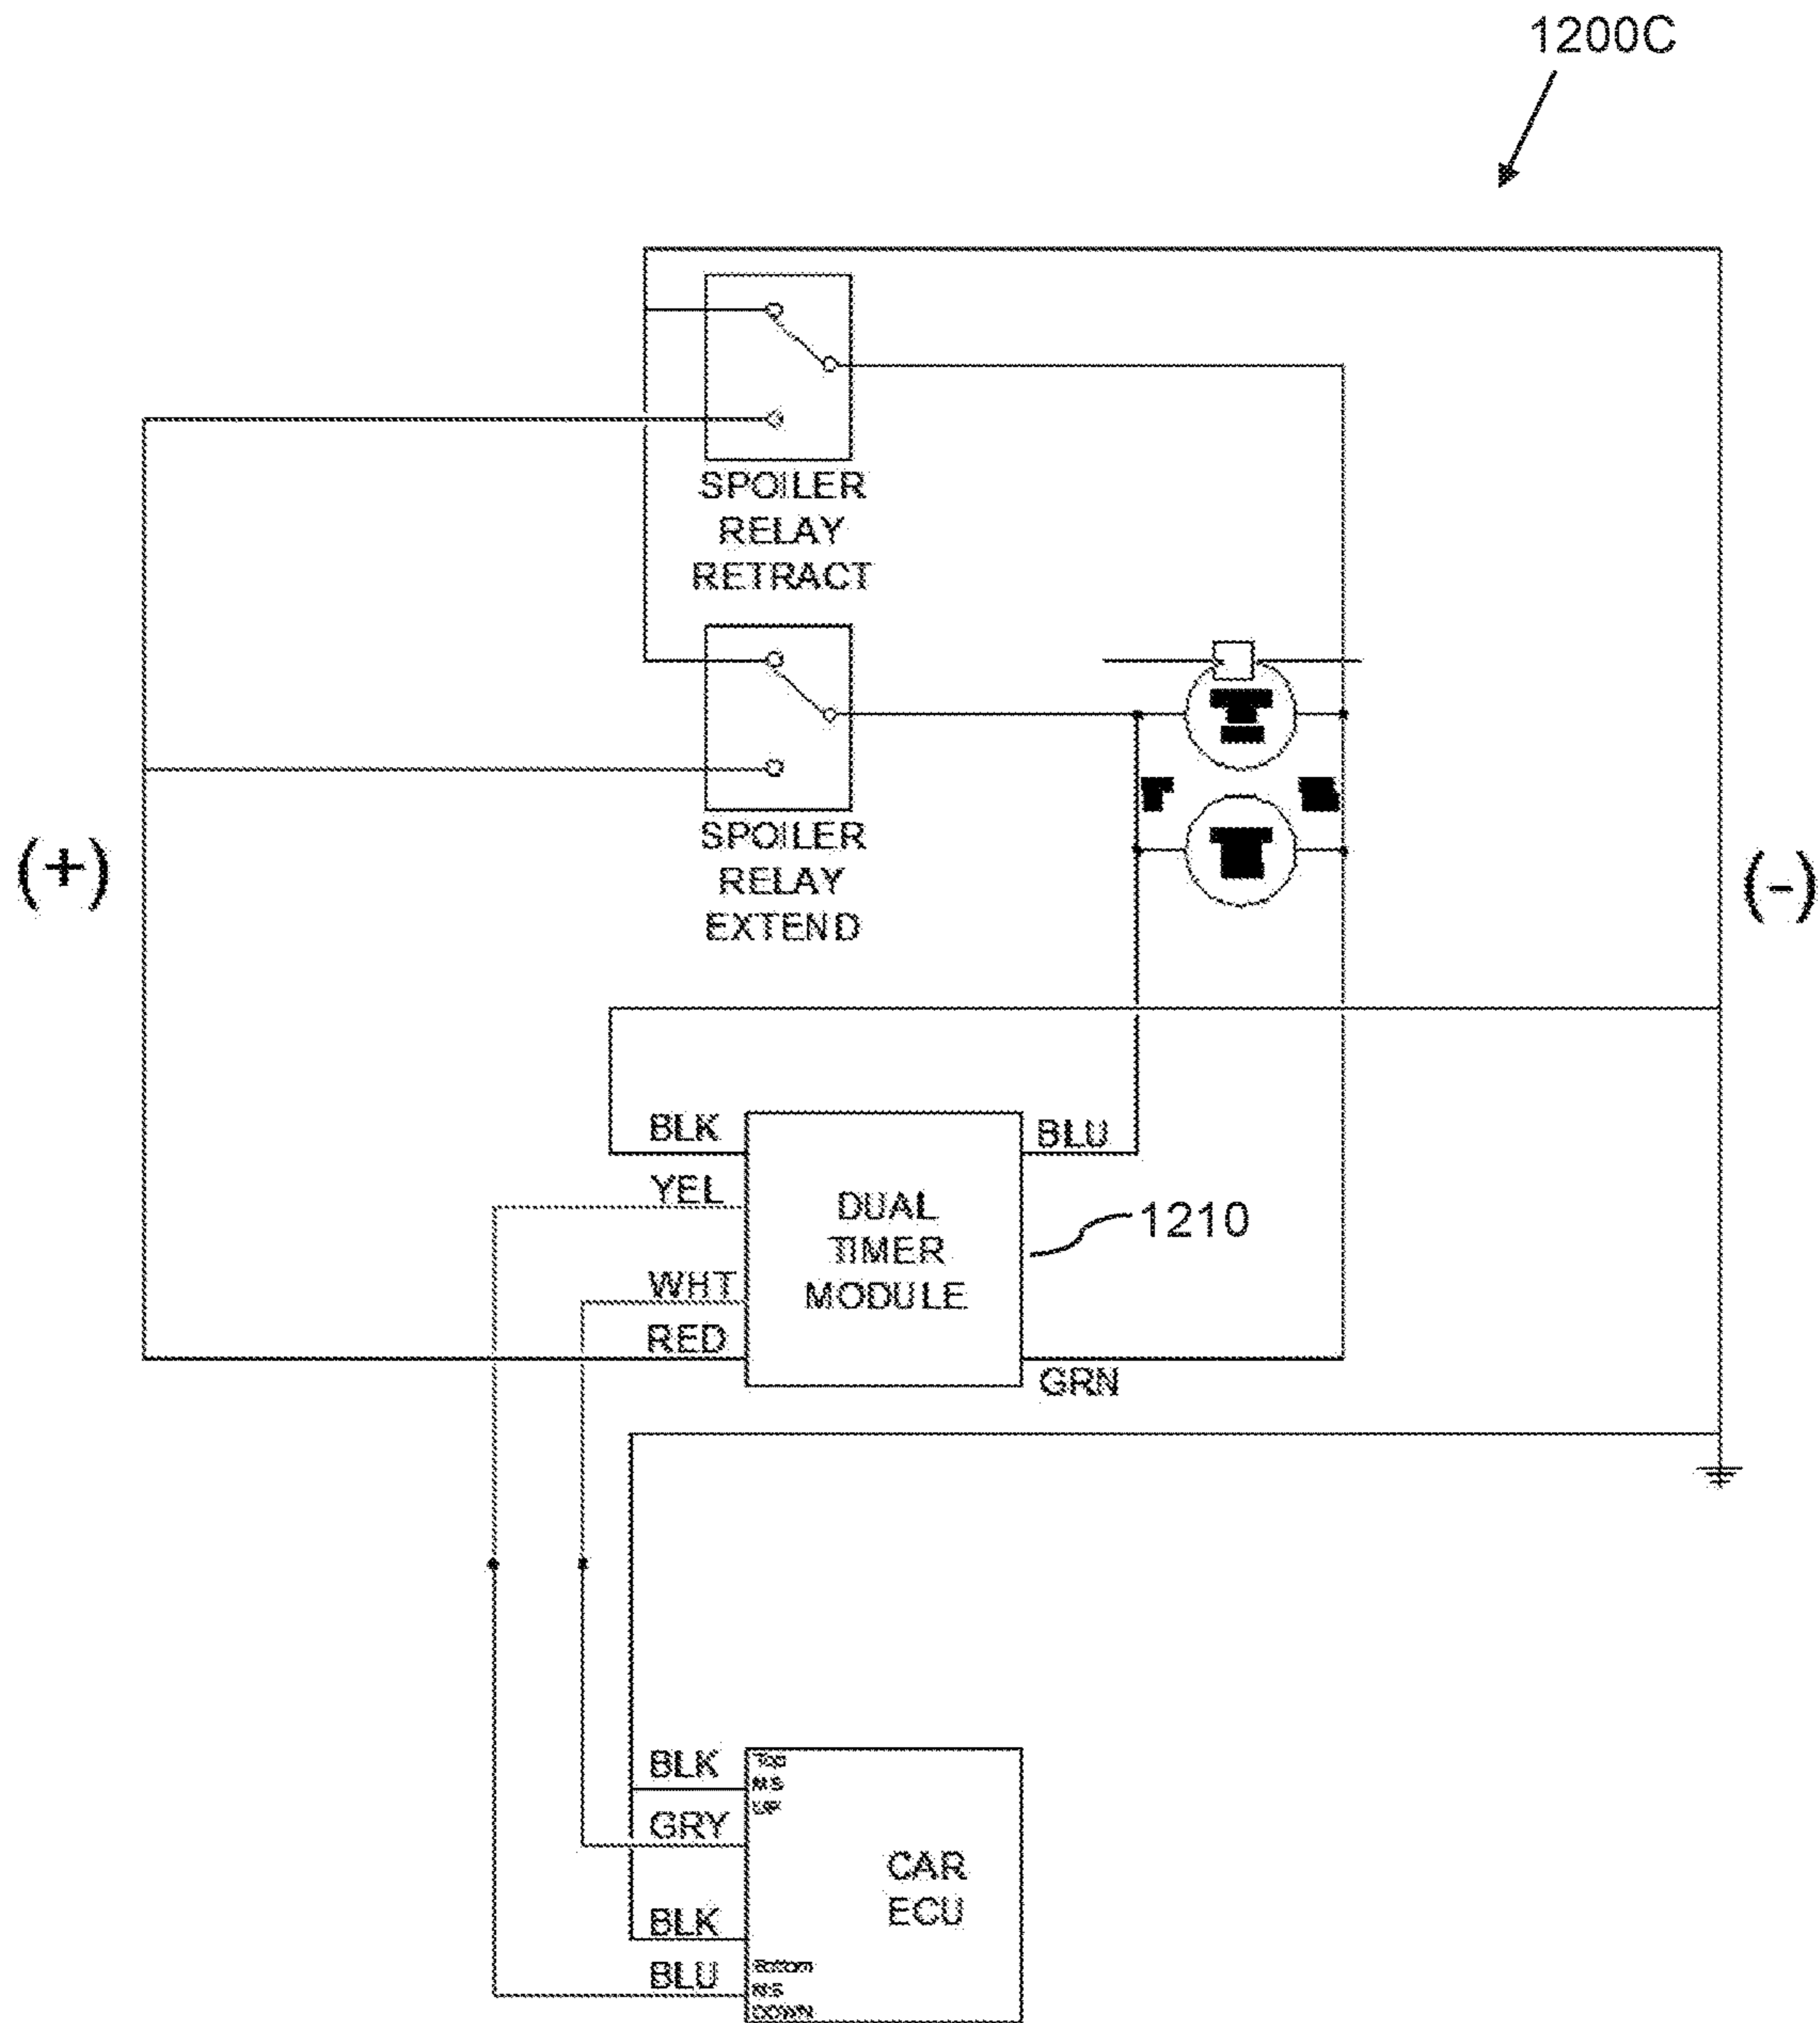 1200C
SPOILER
RELAY
RETRACT
SPOILER
RELAY
EXTEND
(+)
(-)
BLK
BLU
YEL
DUAL
TIMER
MODULE
1210
WHT
RED
GRN
BLK
Top
M.S
UP
GRY
CAR
ECU
BLK
BLU
Bottom
M.S
DOWN